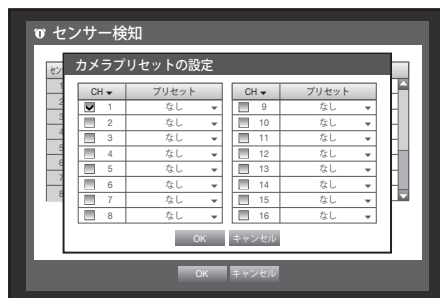 センサー検知
セン
カメラプリセットの設定
CH プリセット CH プリセット
1 なし 9 なし
2 なし 10 なし
3 なし 11 なし
4 なし 12 なし
5 なし 13 なし
6 なし 14 なし
7 なし 15 なし
8 なし 16 なし
OK キャンセル
OK キャンセル